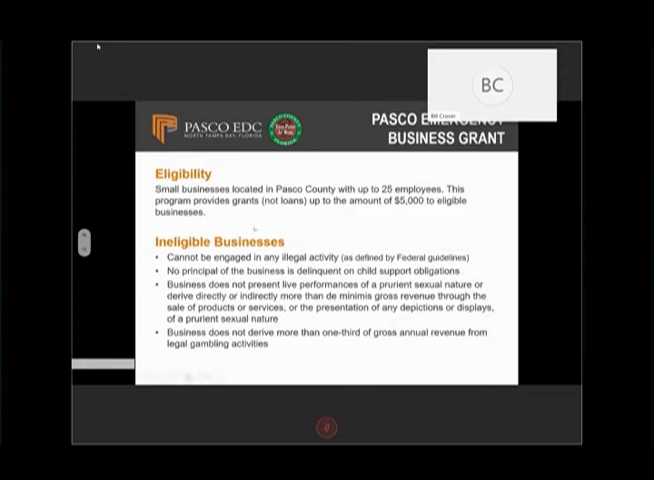 BC
PASCO EMERGENCY
Bill Cronin
PASCO EDC
NORTH TAMPA BAY, FLORIDA
BUSINESS GRANT
Eligibility
Small businesses located in Pasco County with up to 25 employees. This
program provides grants (not loans) up to the amount of $5,000 to eligible
businesses.
Ineligible Businesses
• Cannot be engaged in any illegal activity (as defined by Federal guidelines)
• No principal of the business is delinquent on child support obligations
• Business does not present live performances of a prurient sexual nature or
derive directly or indirectly more than de minimis gross revenue through the
sale of products or services, or the presentation of any depictions or displays,
of a prurient sexual nature
• Business does not derive more than one-third of gross annual revenue from
legal gambling activities